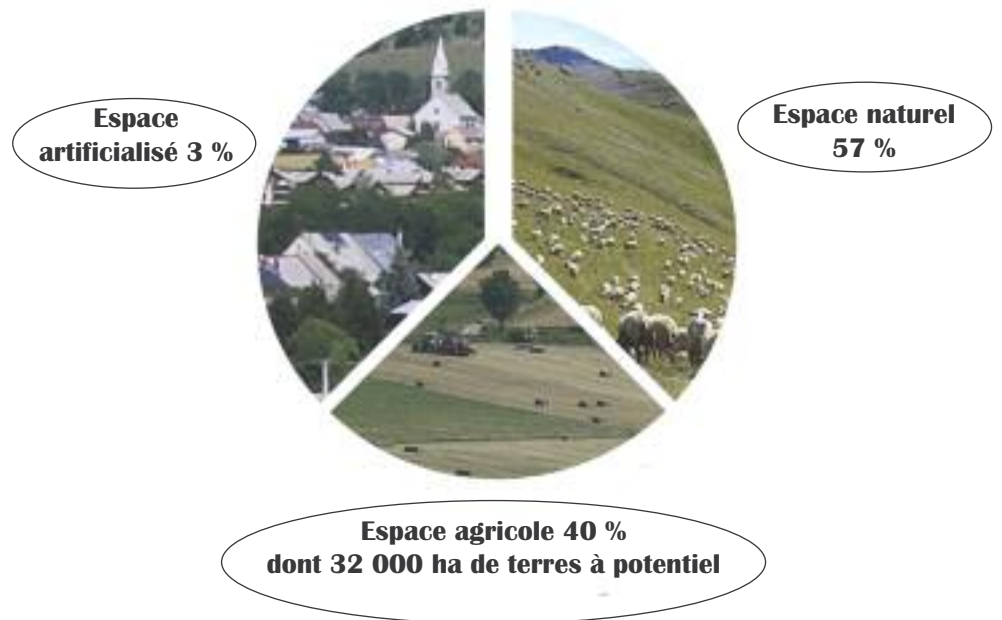 Espace
artificialisé 3 %
Espace naturel
57 %
Espace agricole 40 %
dont 32 000 ha de terres à potentiel